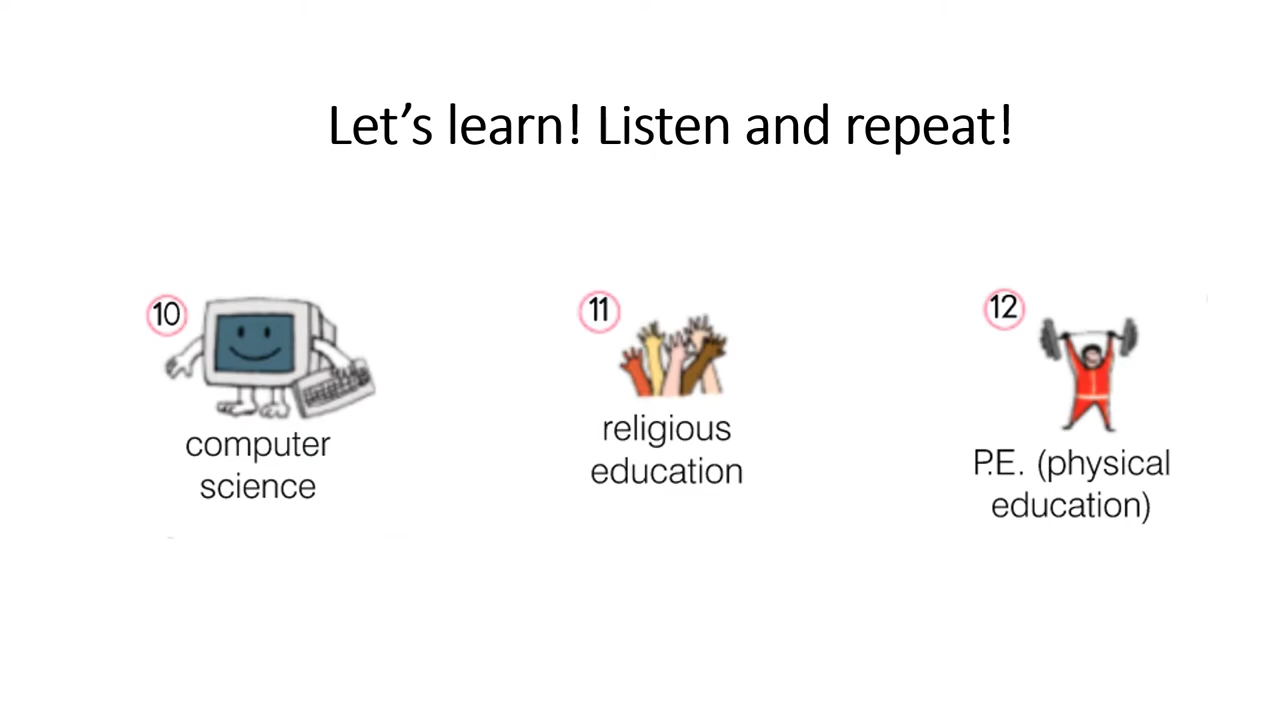 Let’s learn! Listen and repeat!
10
computer
science
11
religious
education
12
P.E. (physical
education)